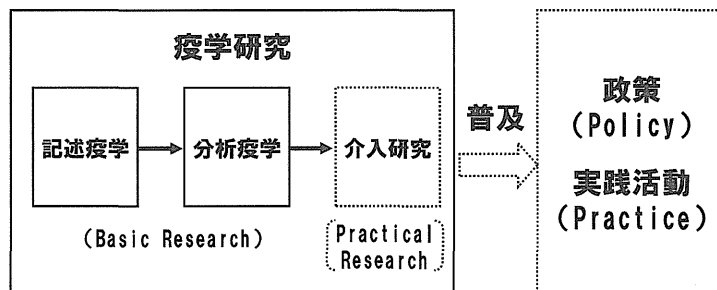 疫学研究
記述疫学
分析疫学
介入研究
(Basic Research)
Practical
Research
普及
政策
(Policy)
実践活動
(Practice)